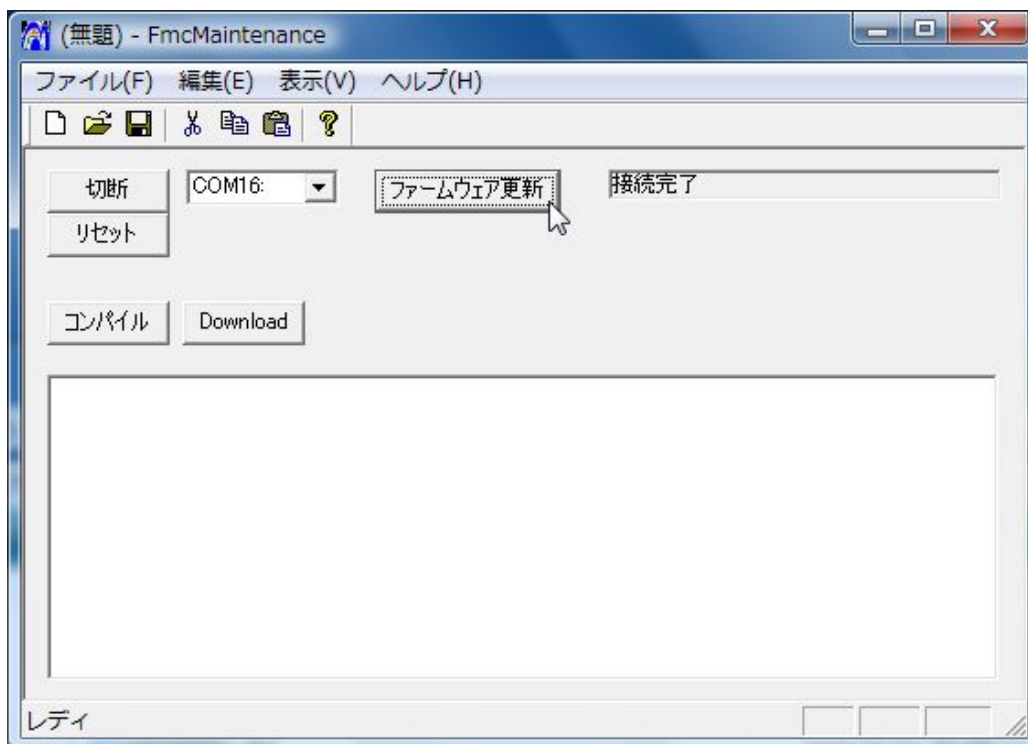 (無題) - FmcMaintenance
ファイル(F) 編集(E) 表示(V) ヘルプ(H)
切断 COM16: ファームウェア更新 接続完了
リセット
コンパイル Download
レディ